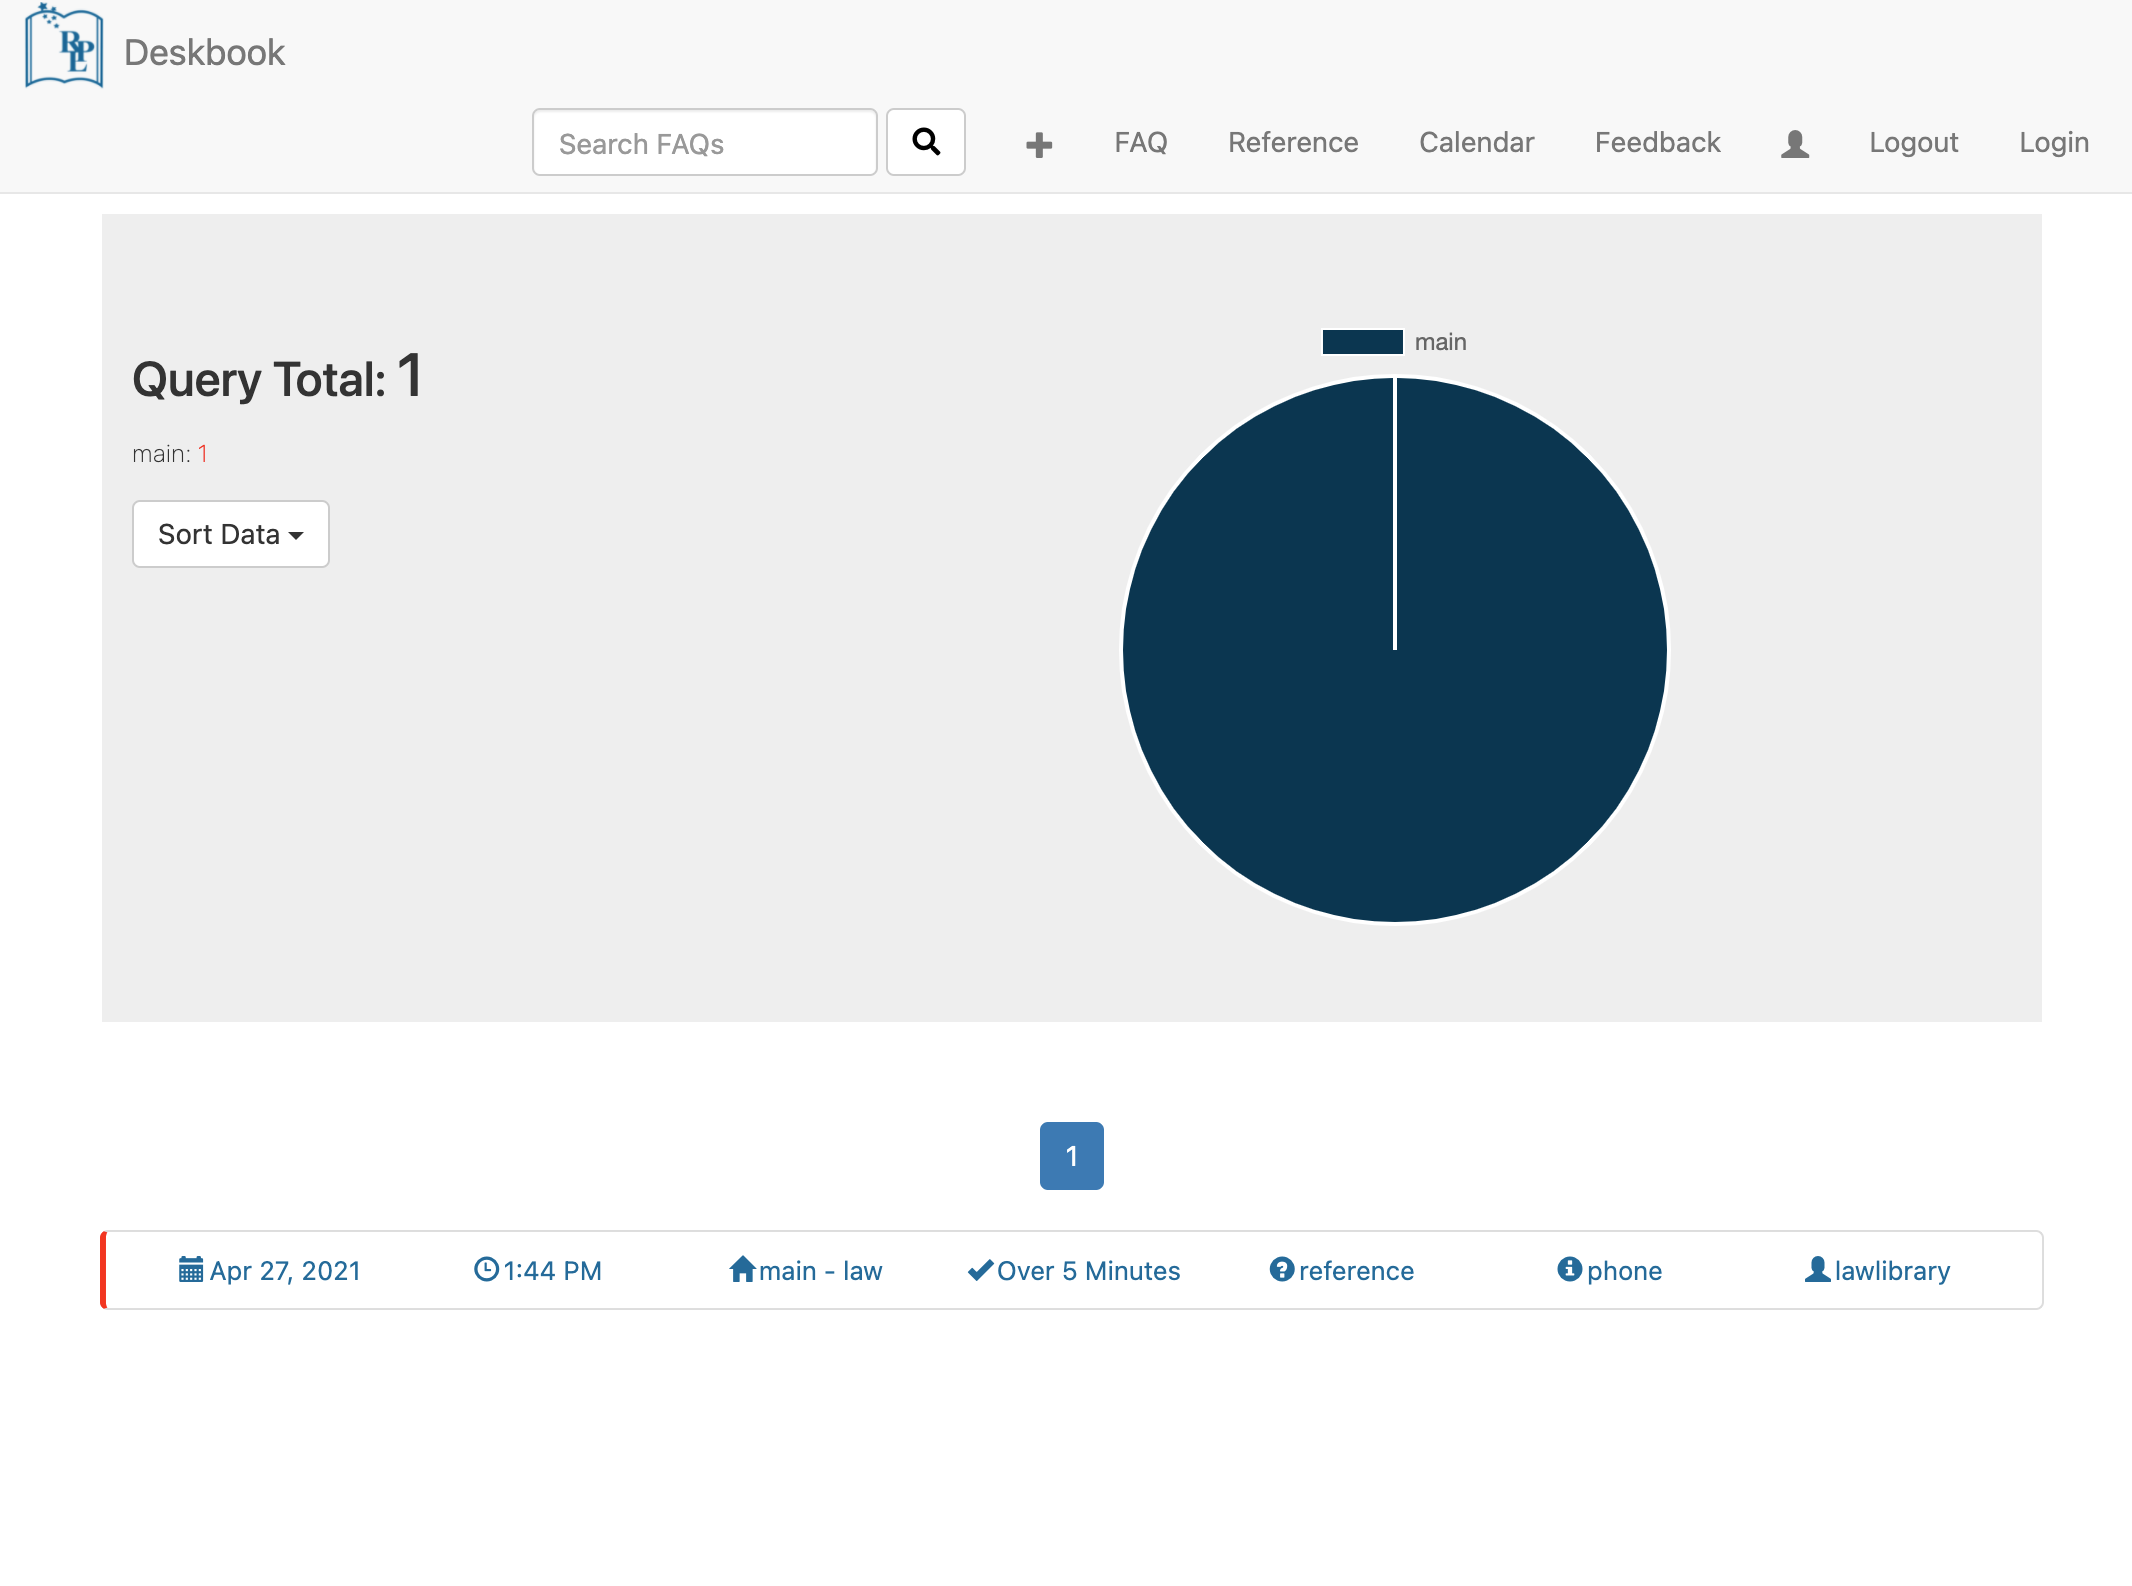 RPL
Deskbook
Search FAQs
FAQ Reference Calendar Feedback Logout Login
Query Total: 1
main: 1
Sort Data
main
1
Apr 27, 2021 1:44 PM main - law Over 5 Minutes reference phone lawlibrary